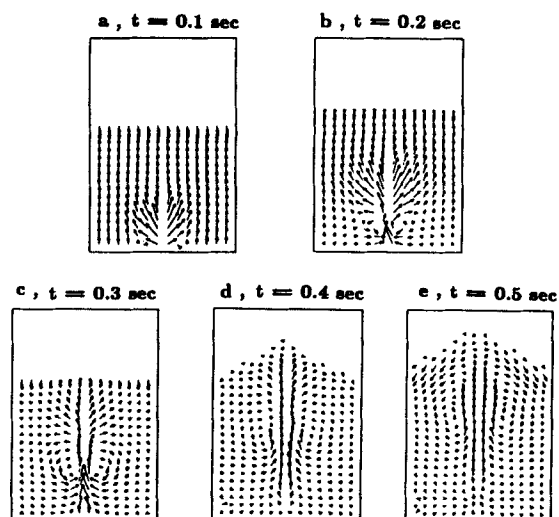 a , t = 0.1 sec
b , t = 0.2 sec
c , t = 0.3 sec
d , t = 0.4 sec
e , t = 0.5 sec